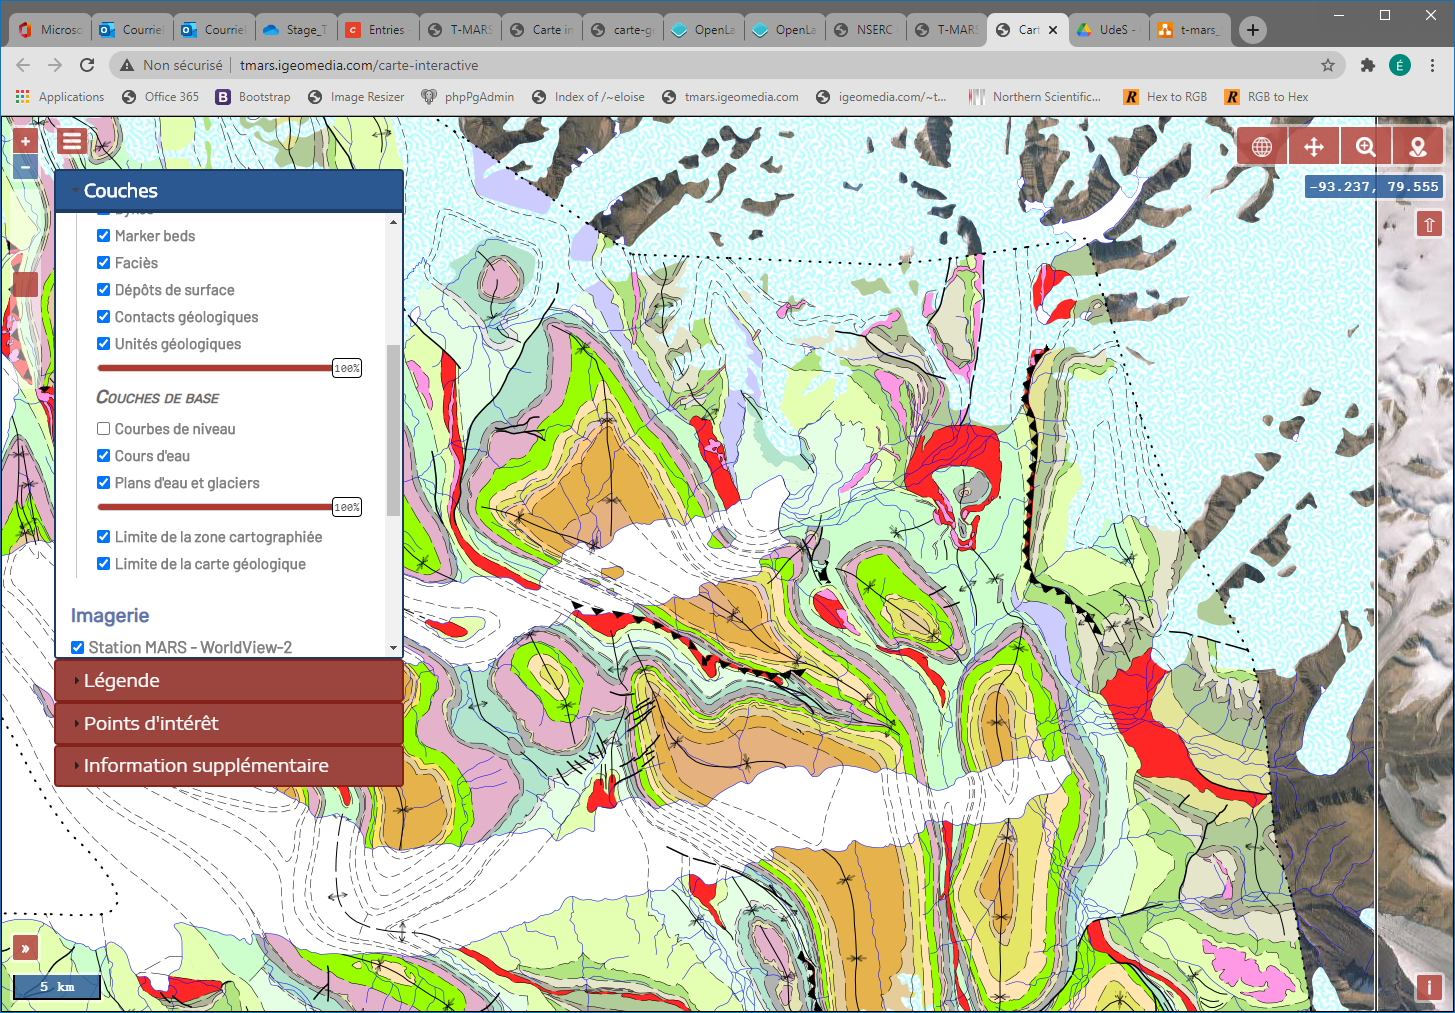 Microsc
Courrie
Courrie
Stage_T
Entries
T-MARS
Carte in
carte-g
OpenLa
OpenLa
NSERC
T-MARS
Cart
UdeS -
t-mars_
Non sécurisé
tmars.igeomedia.com/carte-interactive
É
Applications
Office 365
Bootstrap
Image Resizer
phpPgAdmin
Index of /~eloise
tmars.igeomedia.com
igeomedia.com/~t...
Northern Scientific...
Hex to RGB
RGB to Hex
-93.237, 79.555
Couches
Marker beds
Faciès
Dépôts de surface
Contacts géologiques
Unités géologiques
100%
Couches de base
Courbes de niveau
Cours d'eau
Plans d'eau et glaciers
100%
Limite de la zone cartographiée
Limite de la carte géologique
Imagerie
Station MARS - WorldView-2
Légende
Points d'intérêt
Information supplémentaire
5 km